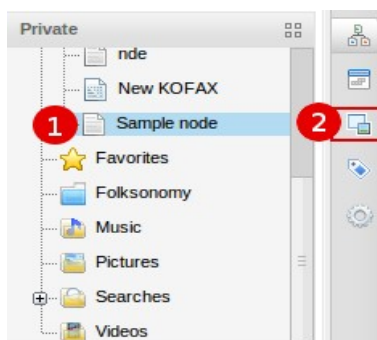 Private
nde
New KOFAX
1 Sample node 2
Favorites
Folksonomy
Music
Pictures
Searches
Videos